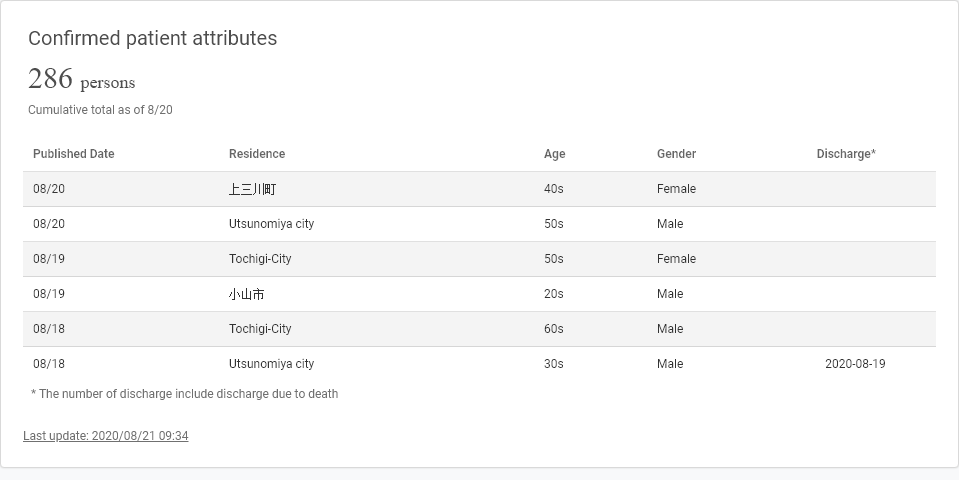 Confirmed patient attributes
286 persons
Cumulative total as of 8/20
Published Date Residence Age Gender Discharge*
08/20 上三川町 40s Female
08/20 Utsunomiya city 50s Male
08/19 Tochigi-City 50s Female
08/19 小山市 20s Male
08/18 Tochigi-City 60s Male
08/18 Utsunomiya city 30s Male 2020-08-19
* The number of discharge include discharge due to death
Last update: 2020/08/21 09:34